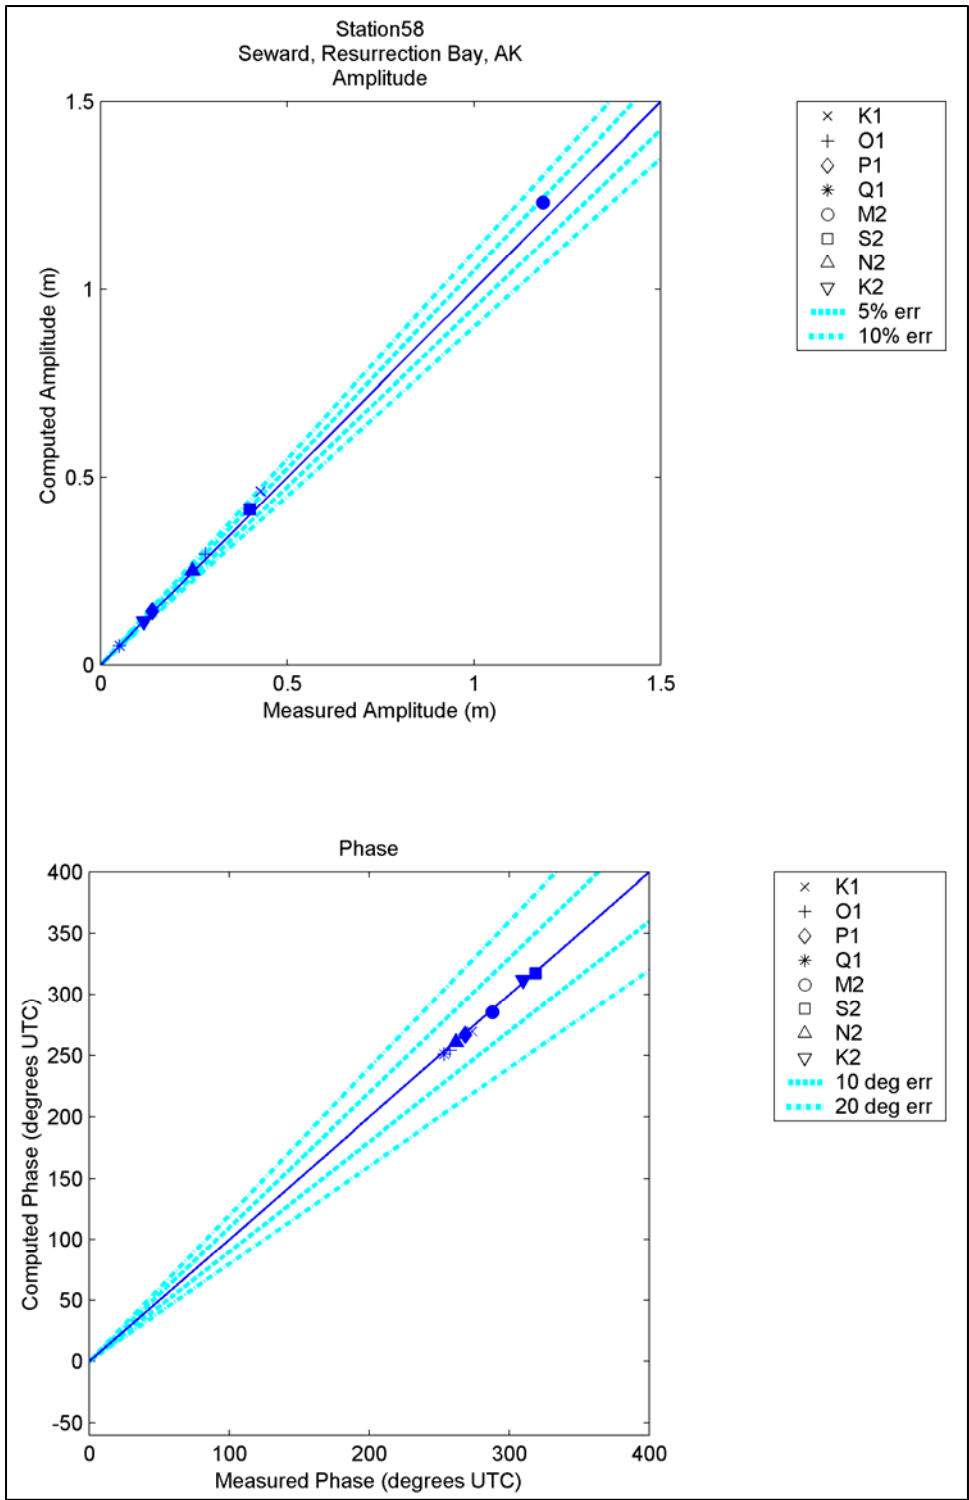 Station58
Seward, Resurrection Bay, AK
Amplitude
1.5
1
0.5
0
0
0.5
1
1.5
Computed Amplitude (m)
Measured Amplitude (m)
K1
O1
P1
Q1
M2
S2
N2
K2
5% err
10% err
Phase
400
350
300
250
200
150
100
50
0
-50
0
100
200
300
400
Computed Phase (degrees UTC)
Measured Phase (degrees UTC)
K1
O1
P1
Q1
M2
S2
N2
K2
10 deg err
20 deg err